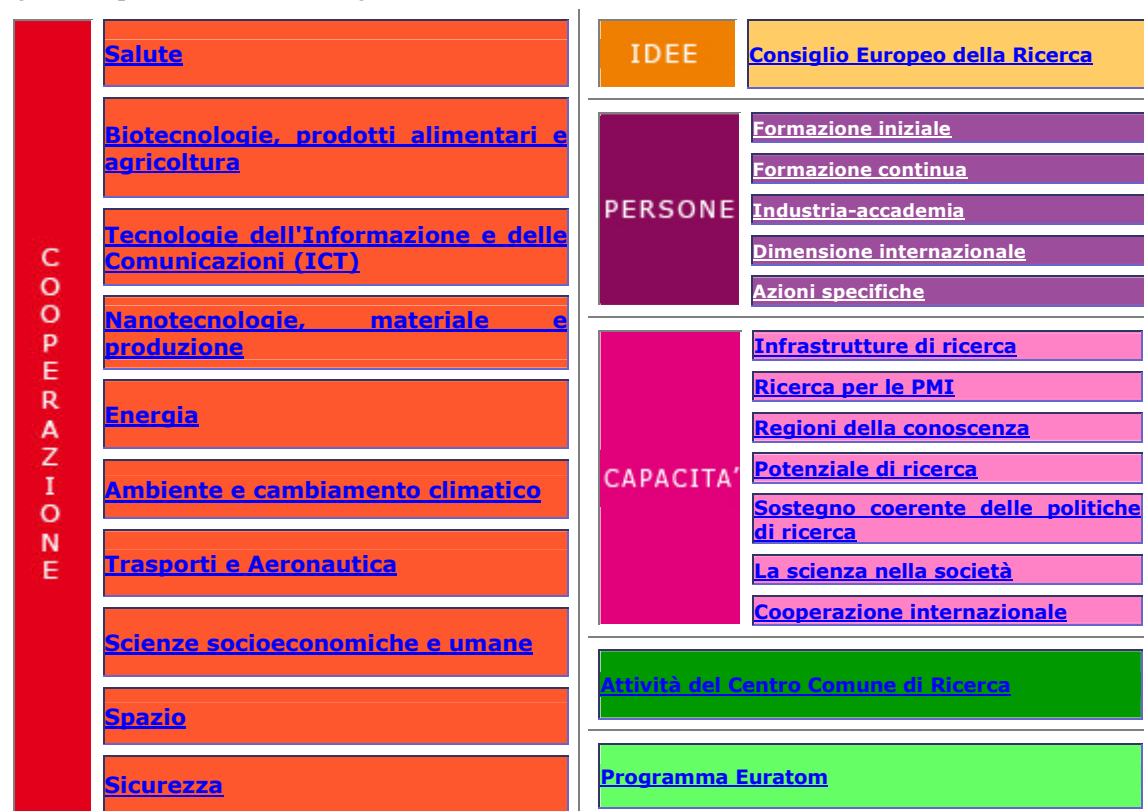 COOPERAZIONE
Salute
Biotecnologie, prodotti alimentari e
agricoltura
Tecnologie dell'Informazione e delle
Comunicazioni (ICT)
Nanotecnologie, materiale e
produzione
Energia
Ambiente e cambiamento climatico
Trasporti e Aeronautica
Scienze socioeconomiche e umane
Spazio
Sicurezza
IDEE
Consiglio Europeo della Ricerca
PERSONE
Formazione iniziale
Formazione continua
Industria-accademia
Dimensione internazionale
Azioni specifiche
CAPACITA’
Infrastrutture di ricerca
Ricerca per le PMI
Regioni della conoscenza
Potenziale di ricerca
Sostegno coerente delle politiche
di ricerca
La scienza nella società
Cooperazione internazionale
Attività del Centro Comune di Ricerca
Programma Euratom